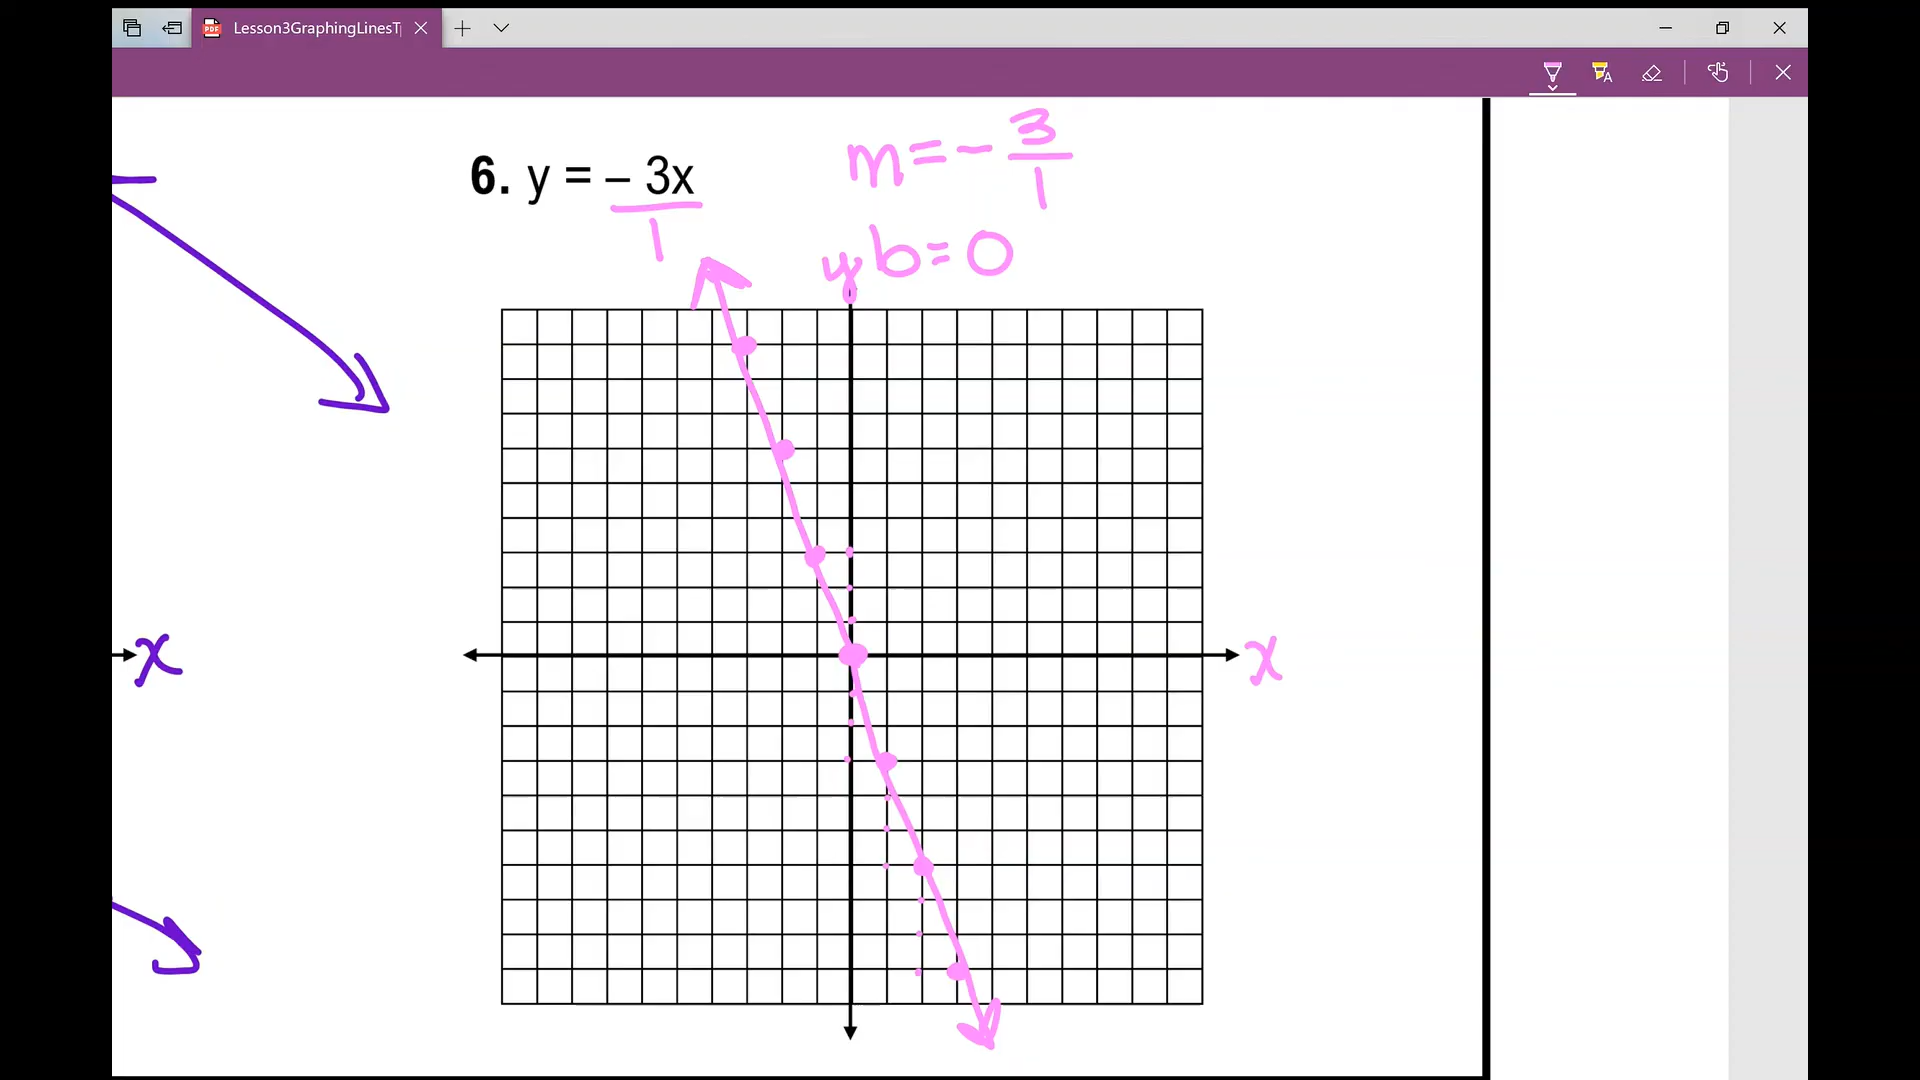 Lesson3GraphingLinesT
6. y = – 3x
1
m = - 3
1
b = 0
y
x
x